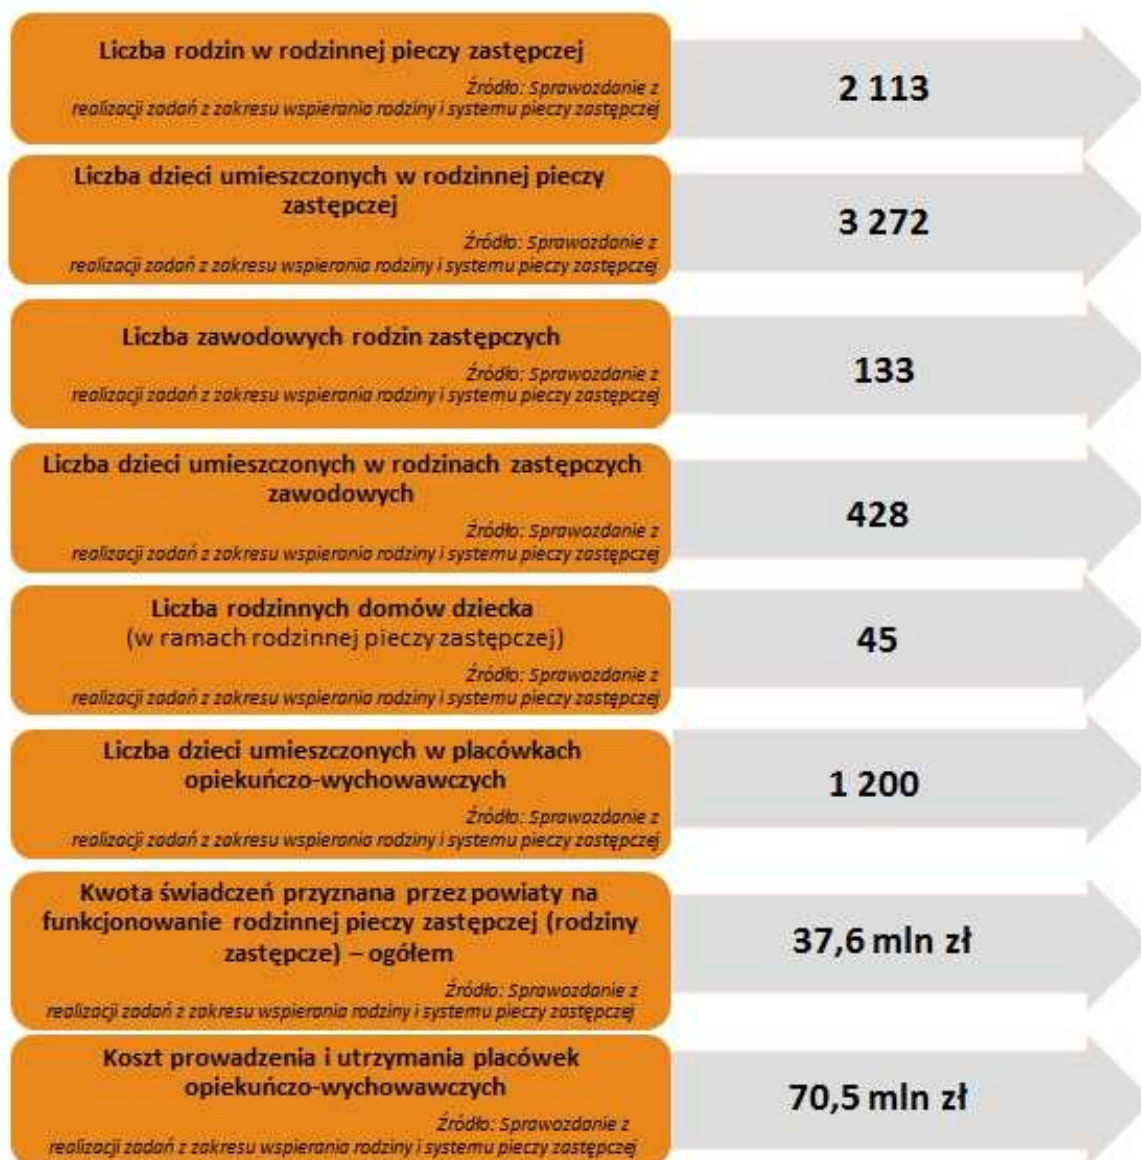 Liczba rodzin w rodzinnej pieczy zastępczej
Źródło: Sprawozdanie z
realizacji zadań z zakresu wspierania rodziny i systemu pieczy zastępczej
2 113
Liczba dzieci umieszczonych w rodzinnej pieczy
zastępczej
Źródło: Sprawozdanie z
realizacji zadań z zakresu wspierania rodziny i systemu pieczy zastępczej
3 272
Liczba zawodowych rodzin zastępczych
Źródło: Sprawozdanie z
realizacji zadań z zakresu wspierania rodziny i systemu pieczy zastępczej
133
Liczba dzieci umieszczonych w rodzinach zastępczych
zawodowych
Źródło: Sprawozdanie z
realizacji zadań z zakresu wspierania rodziny i systemu pieczy zastępczej
428
Liczba rodzinnych domów dziecka
(w ramach rodzinnej pieczy zastępczej)
Źródło: Sprawozdanie z
realizacji zadań z zakresu wspierania rodziny i systemu pieczy zastępczej
45
Liczba dzieci umieszczonych w placówkach
opiekuńczo-wychowawczych
Źródło: Sprawozdanie z
realizacji zadań z zakresu wspierania rodziny i systemu pieczy zastępczej
1 200
Kwota świadczeń przyznana przez powiaty na
funkcjonowanie rodzinnej pieczy zastępczej (rodziny
zastępcze) – ogółem
Źródło: Sprawozdanie z
realizacji zadań z zakresu wspierania rodziny i systemu pieczy zastępczej
37,6 mln zł
Koszt prowadzenia i utrzymania placówek
opiekuńczo-wychowawczych
Źródło: Sprawozdanie z
realizacji zadań z zakresu wspierania rodziny i systemu pieczy zastępczej
70,5 mln zł